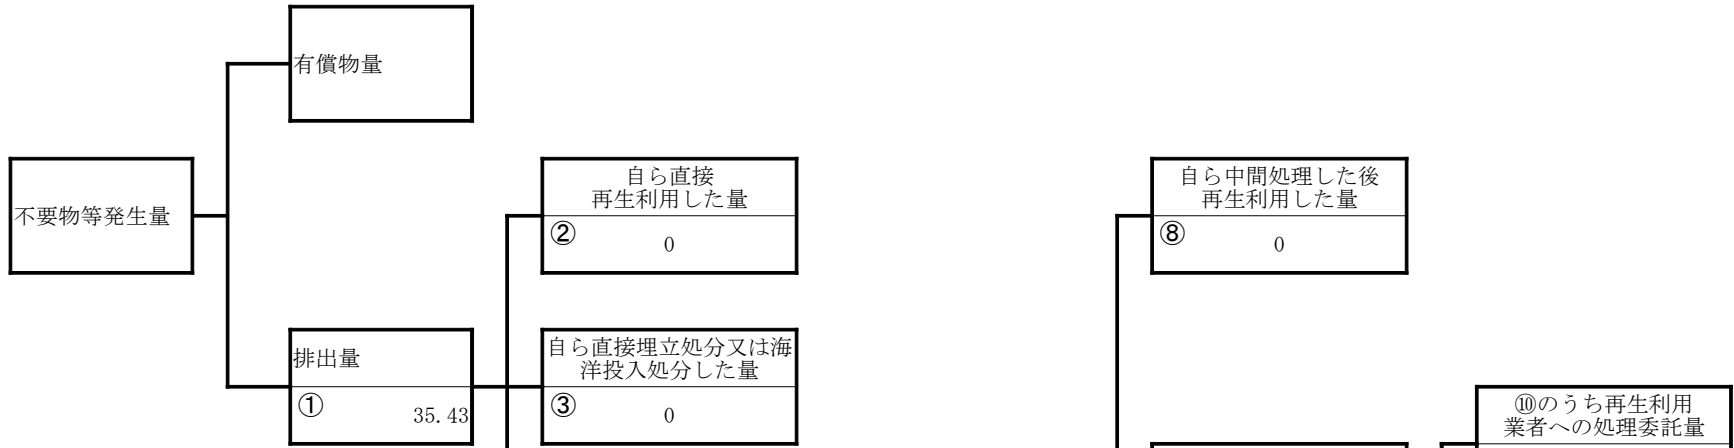 有償物量
不要物等発生量
自ら直接
再生利用した量
② 0
自ら中間処理した後
再生利用した量
⑧ 0
排出量
① 35.43
自ら直接埋立処分又は海
洋投入処分した量
③ 0
⑩のうち再生利用
業者への処理委託量